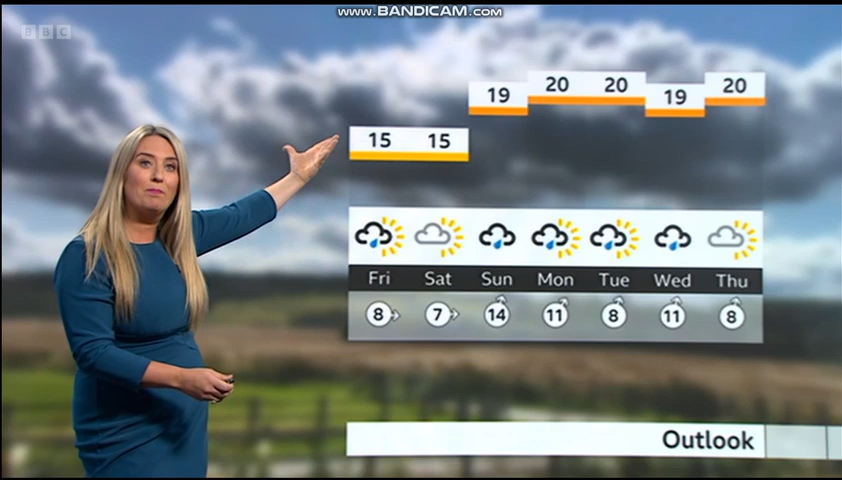 www.BANDICAM.com
BBC
15 15 19 20 20 19 20
Fri Sat Sun Mon Tue Wed Thu
8 7 14 11 8 11 8
Outlook